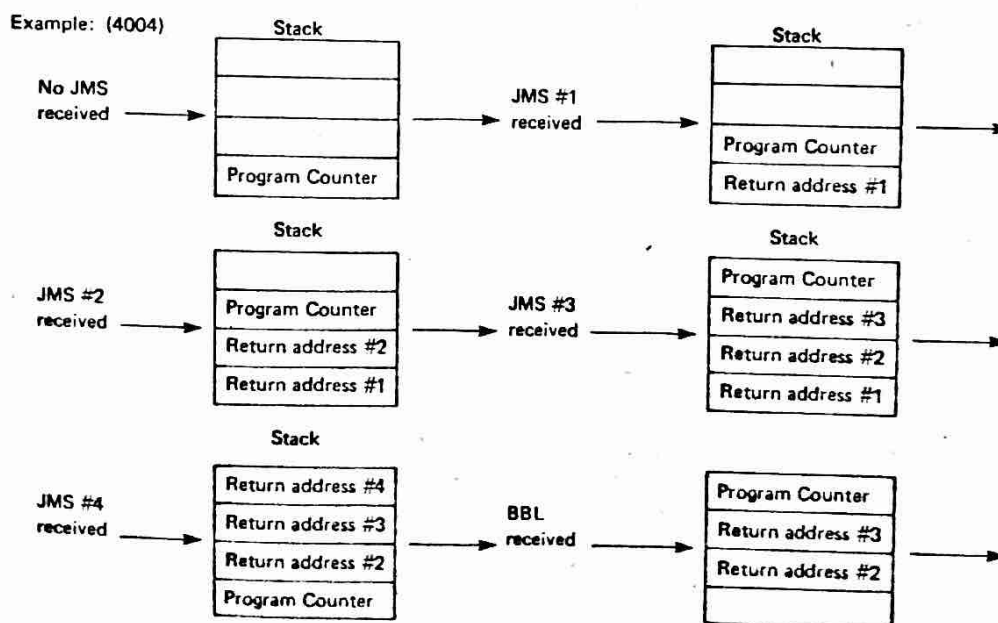 Example: (4004)
Stack
No JMS
received
Program Counter
JMS #1
received
Stack
Program Counter
Return address #1
Stack
JMS #2
received
Program Counter
Return address #2
Return address #1
JMS #3
received
Stack
Program Counter
Return address #3
Return address #2
Return address #1
Stack
JMS #4
received
Return address #4
Return address #3
Return address #2
Program Counter
BBL
received
Program Counter
Return address #3
Return address #2